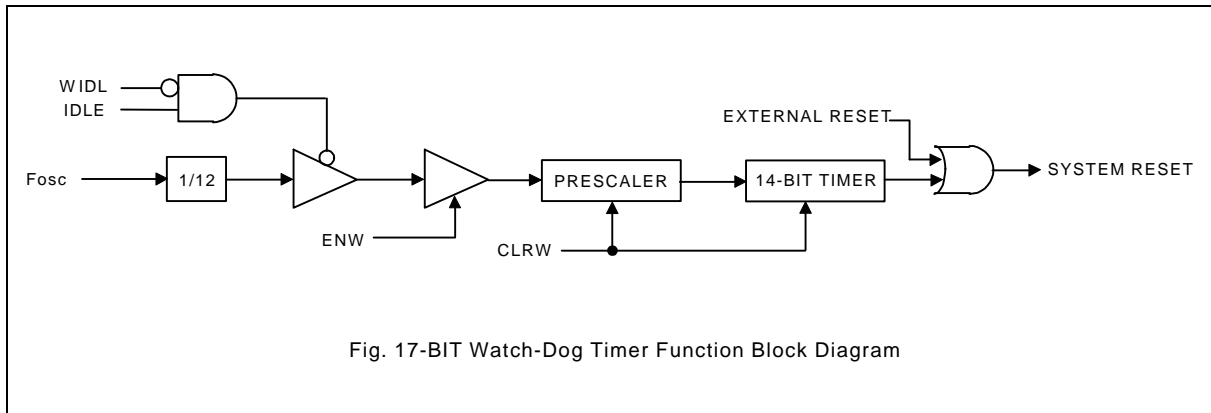 WIDL
IDLE
EXTERNAL RESET
Fosc
1/12
PRESCALER
14-BIT TIMER
SYSTEM RESET
ENW
CLRW
Fig. 17-BIT Watch-Dog Timer Function Block Diagram